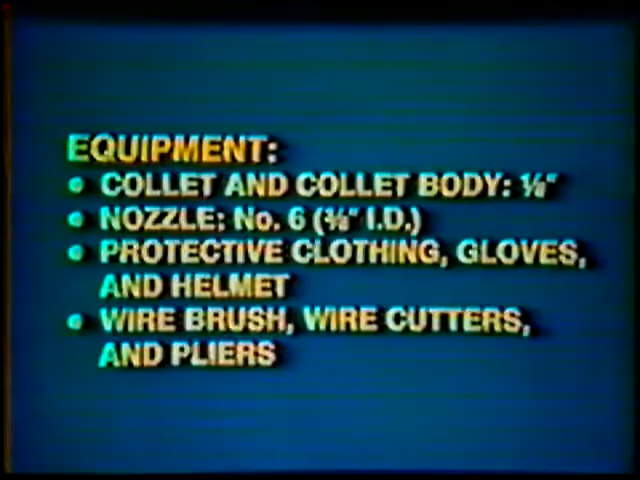 EQUIPMENT:
• COLLET AND COLLET BODY: ⅛"
• NOZZLE: No. 6 (⅜" I.D.)
• PROTECTIVE CLOTHING, GLOVES,
AND HELMET
• WIRE BRUSH, WIRE CUTTERS,
AND PLIERS